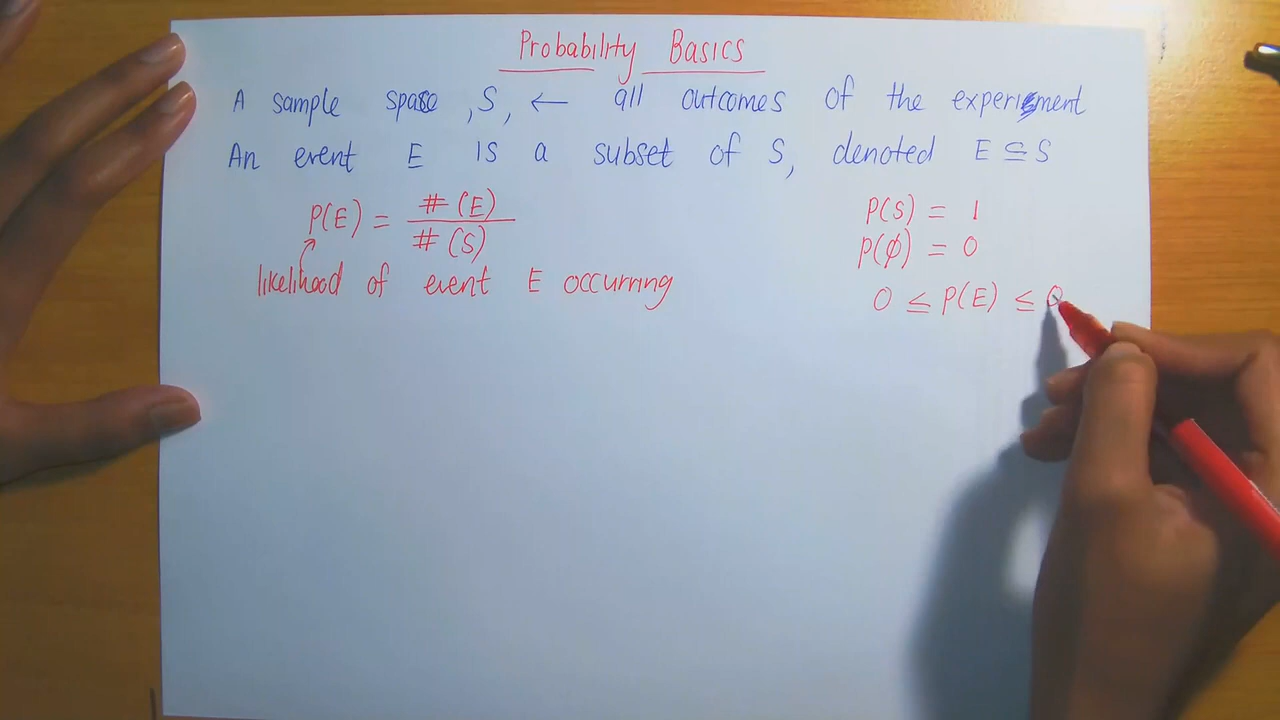 Probability Basics
A sample space, S, ← all outcomes of the experiment
An event E is a subset of S, denoted E ⊆ S
P(E) = #(E) / #(S)
likelihood of event E occurring
P(S) = 1
P(∅) = 0
0 ≤ P(E) ≤ 0